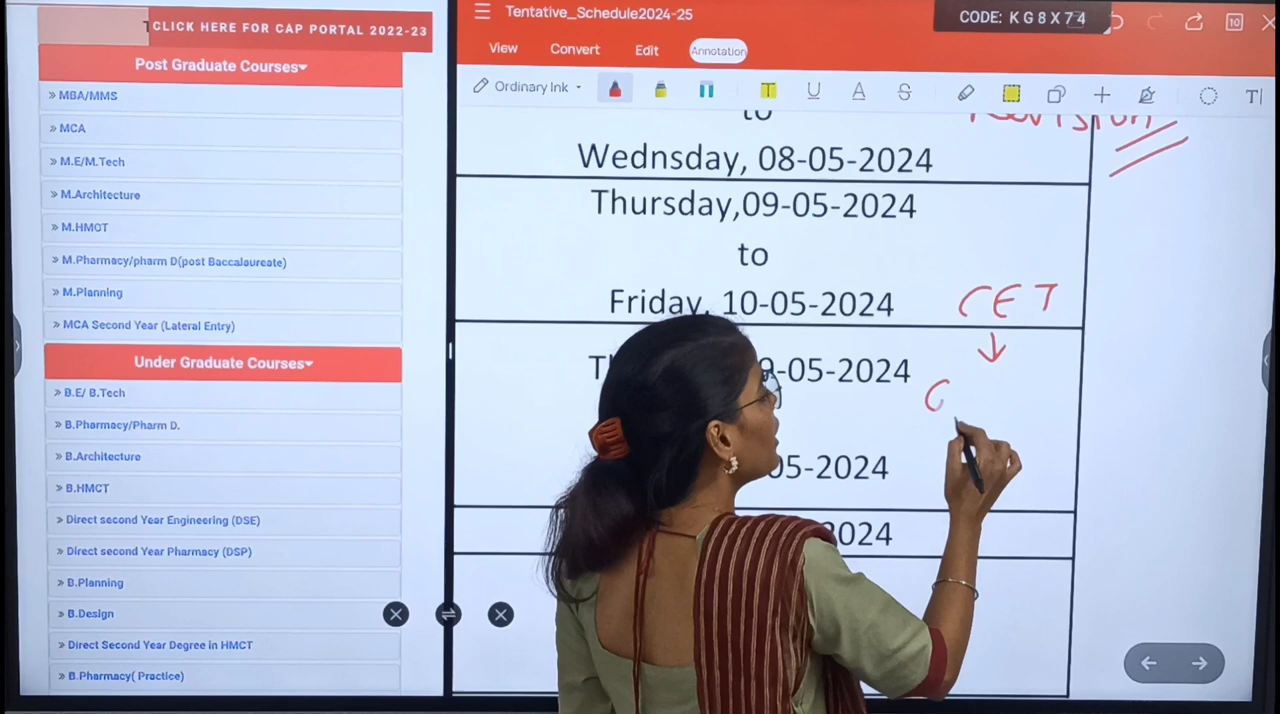 CLICK HERE FOR CAP PORTAL 2022-23
Post Graduate Courses
» MBA/MMS
» MCA
» M.E/M.Tech
» M.Architecture
» M.HMCT
» M.Pharmacy/pharm D(post Baccalaureate)
» M.Planning
» MCA Second Year (Lateral Entry)
Under Graduate Courses
» B.E/ B.Tech
» B.Pharmacy/Pharm D.
» B.Architecture
» B.HMCT
» Direct second Year Engineering (DSE)
» Direct second Year Pharmacy (DSP)
» B.Planning
» B.Design
» Direct Second Year Degree in HMCT
» B.Pharmacy( Practice)
Tentative_Schedule2024-25
CODE: KG8X74
10
View Convert Edit Annotation
Ordinary Ink
to
Revision
Wednsday, 08-05-2024
Thursday,09-05-2024
to
Friday, 10-05-2024
CET
-05-2024
C
05-2024
2024